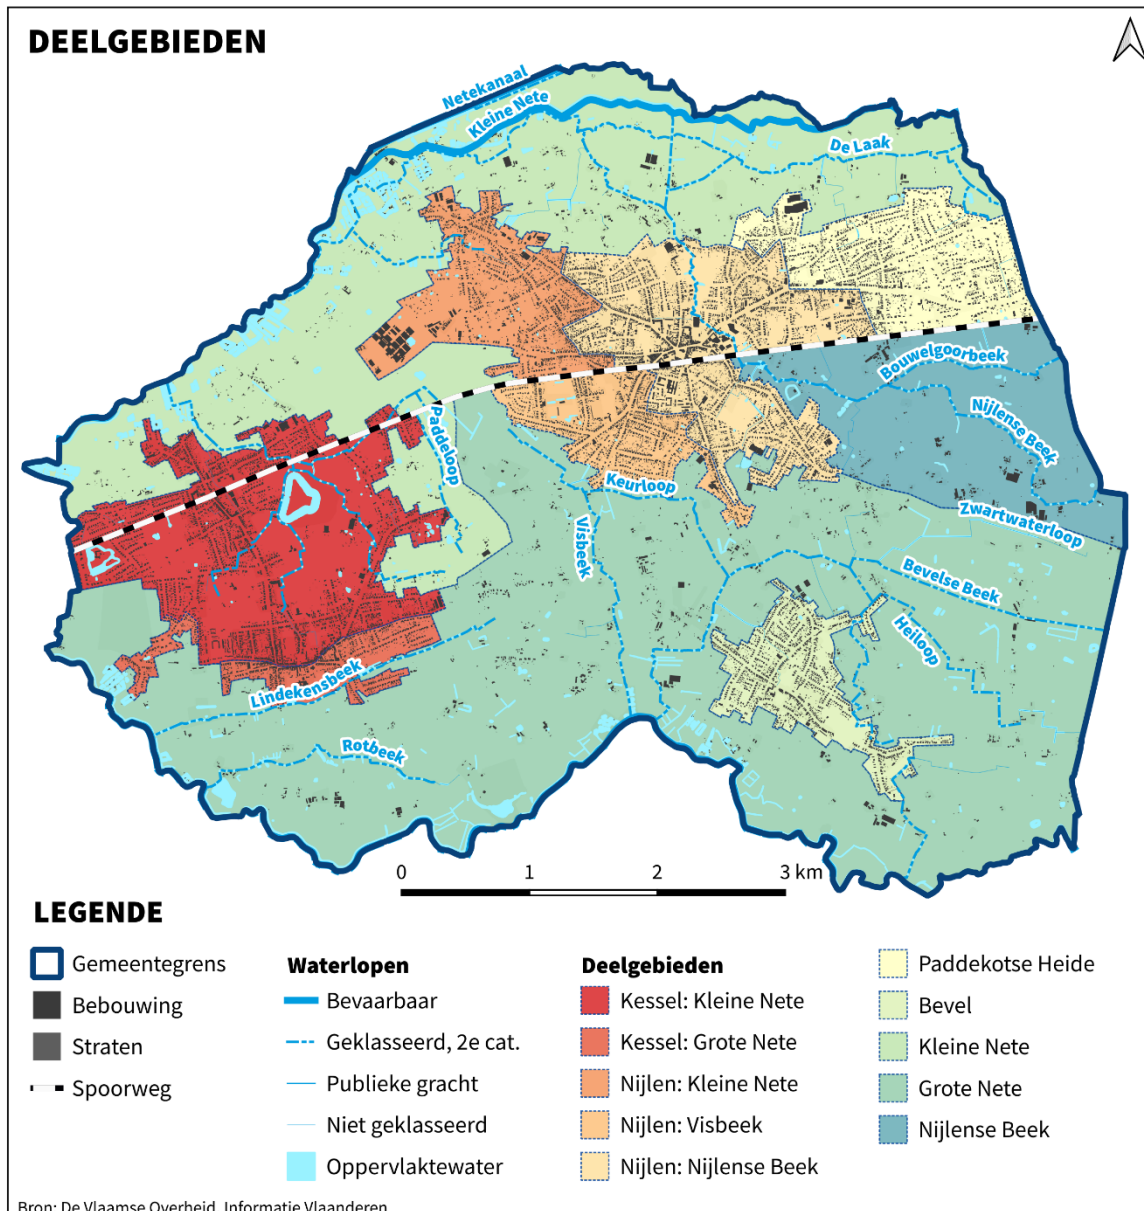 DEELGEBIEDEN
Netekanaal
Kleine Nete
De Laak
Bouwelgoorbeek
Nijlense Beek
Paddeloop
Keurloop
Visbeek
Zwartwaterloop
Bevelse Beek
Heiloop
Lindekensbeek
Rotbeek
0 1 2 3 km
LEGENDE
Gemeentegrens
Bebouwing
Straten
Spoorweg
Waterlopen
Bevaarbaar
Geklasseerd, 2e cat.
Publieke gracht
Niet geklasseerd
Oppervlaktewater
Deelgebieden
Kessel: Kleine Nete
Kessel: Grote Nete
Nijlen: Kleine Nete
Nijlen: Visbeek
Nijlen: Nijlense Beek
Paddekotse Heide
Bevel
Kleine Nete
Grote Nete
Nijlense Beek
Bron: De Vlaamse Overheid, Informatie Vlaanderen